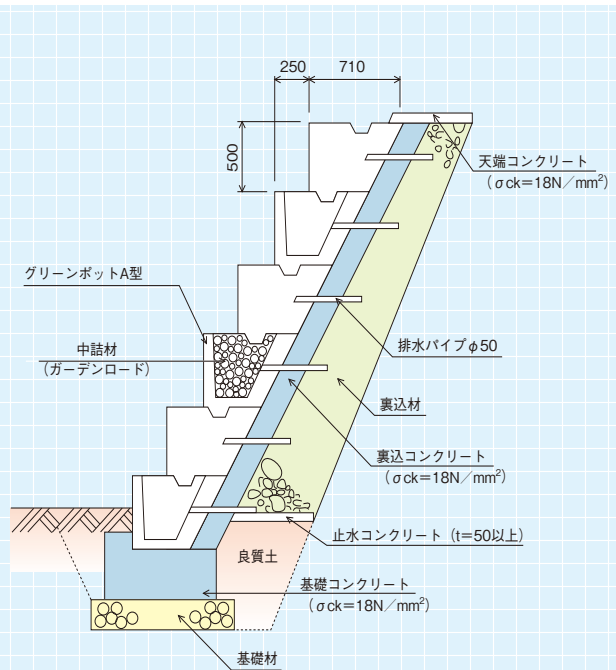 250
710
500
天端コンクリート
(σck=18N/mm²)
グリーンポットA型
中詰材
(ガーデンロード)
排水パイプφ50
裏込材
裏込コンクリート
(σck=18N/mm²)
止水コンクリート(t=50以上)
良質土
基礎コンクリート
(σck=18N/mm²)
基礎材